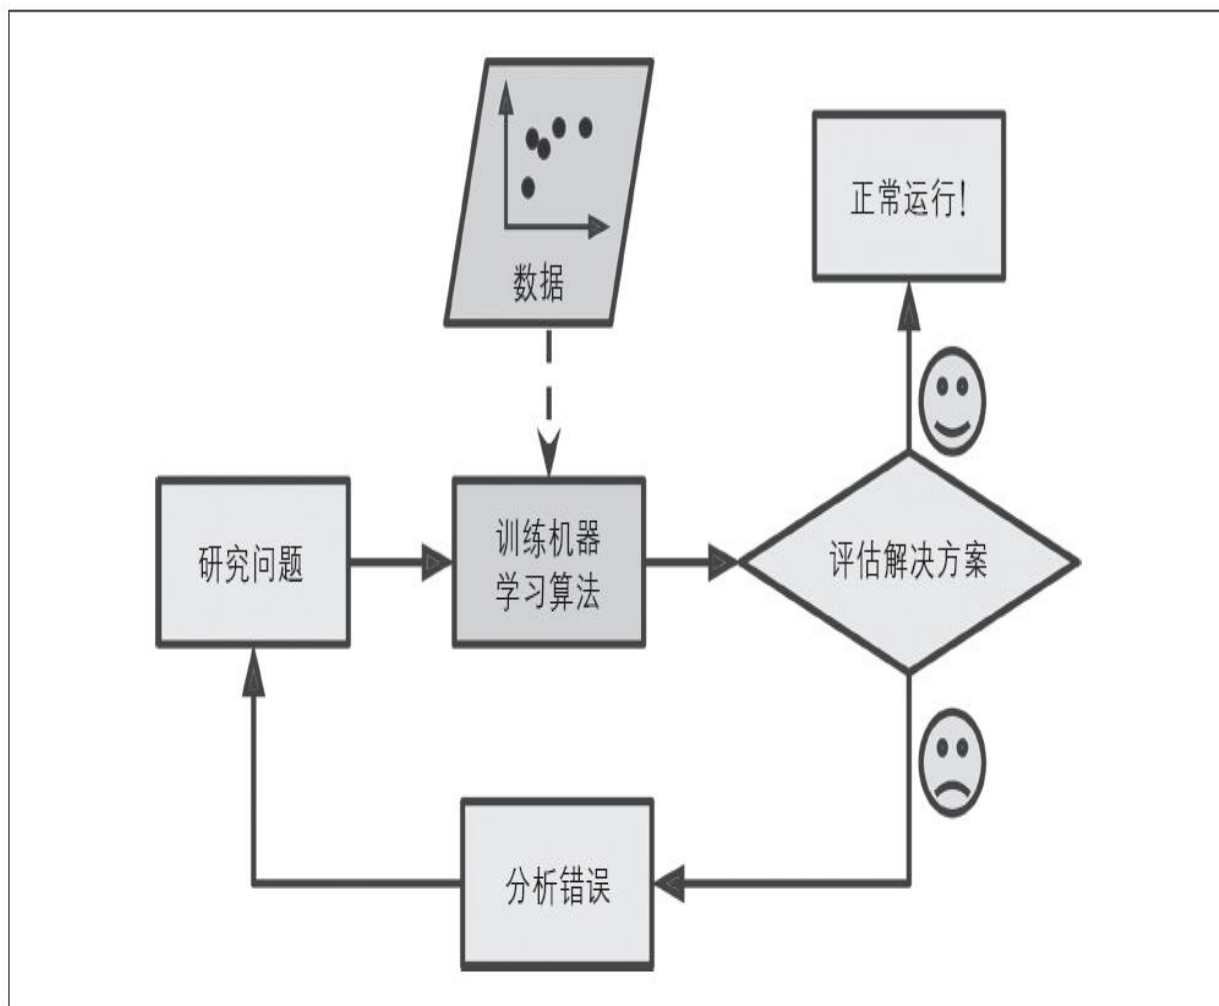 数据
正常运行!
研究问题
训练机器
学习算法
评估解决方案
分析错误